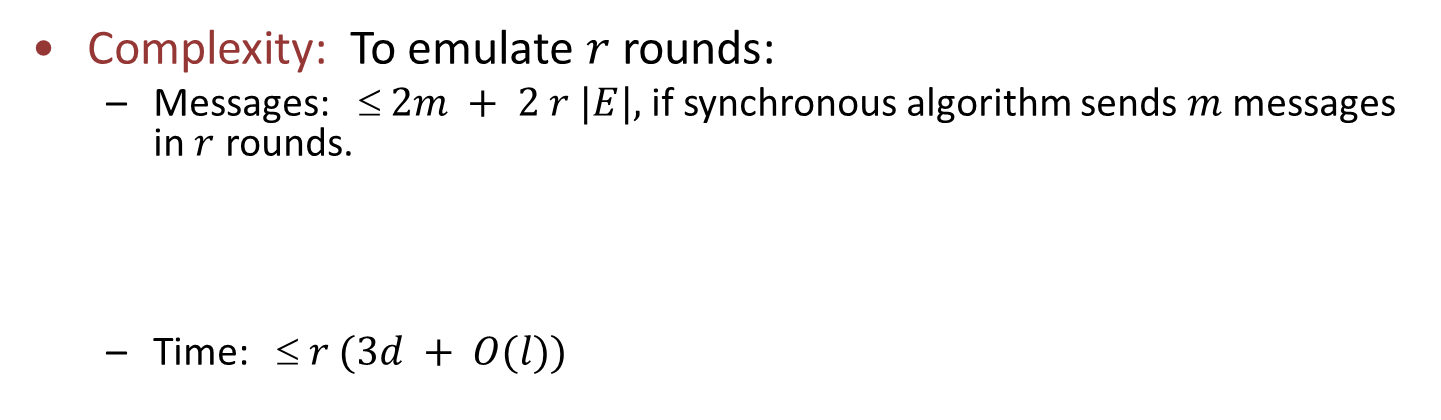 • Complexity: To emulate r rounds:
– Messages: ≤ 2m + 2 r |E|, if synchronous algorithm sends m messages
in r rounds.
– Time: ≤ r (3d + O(l))